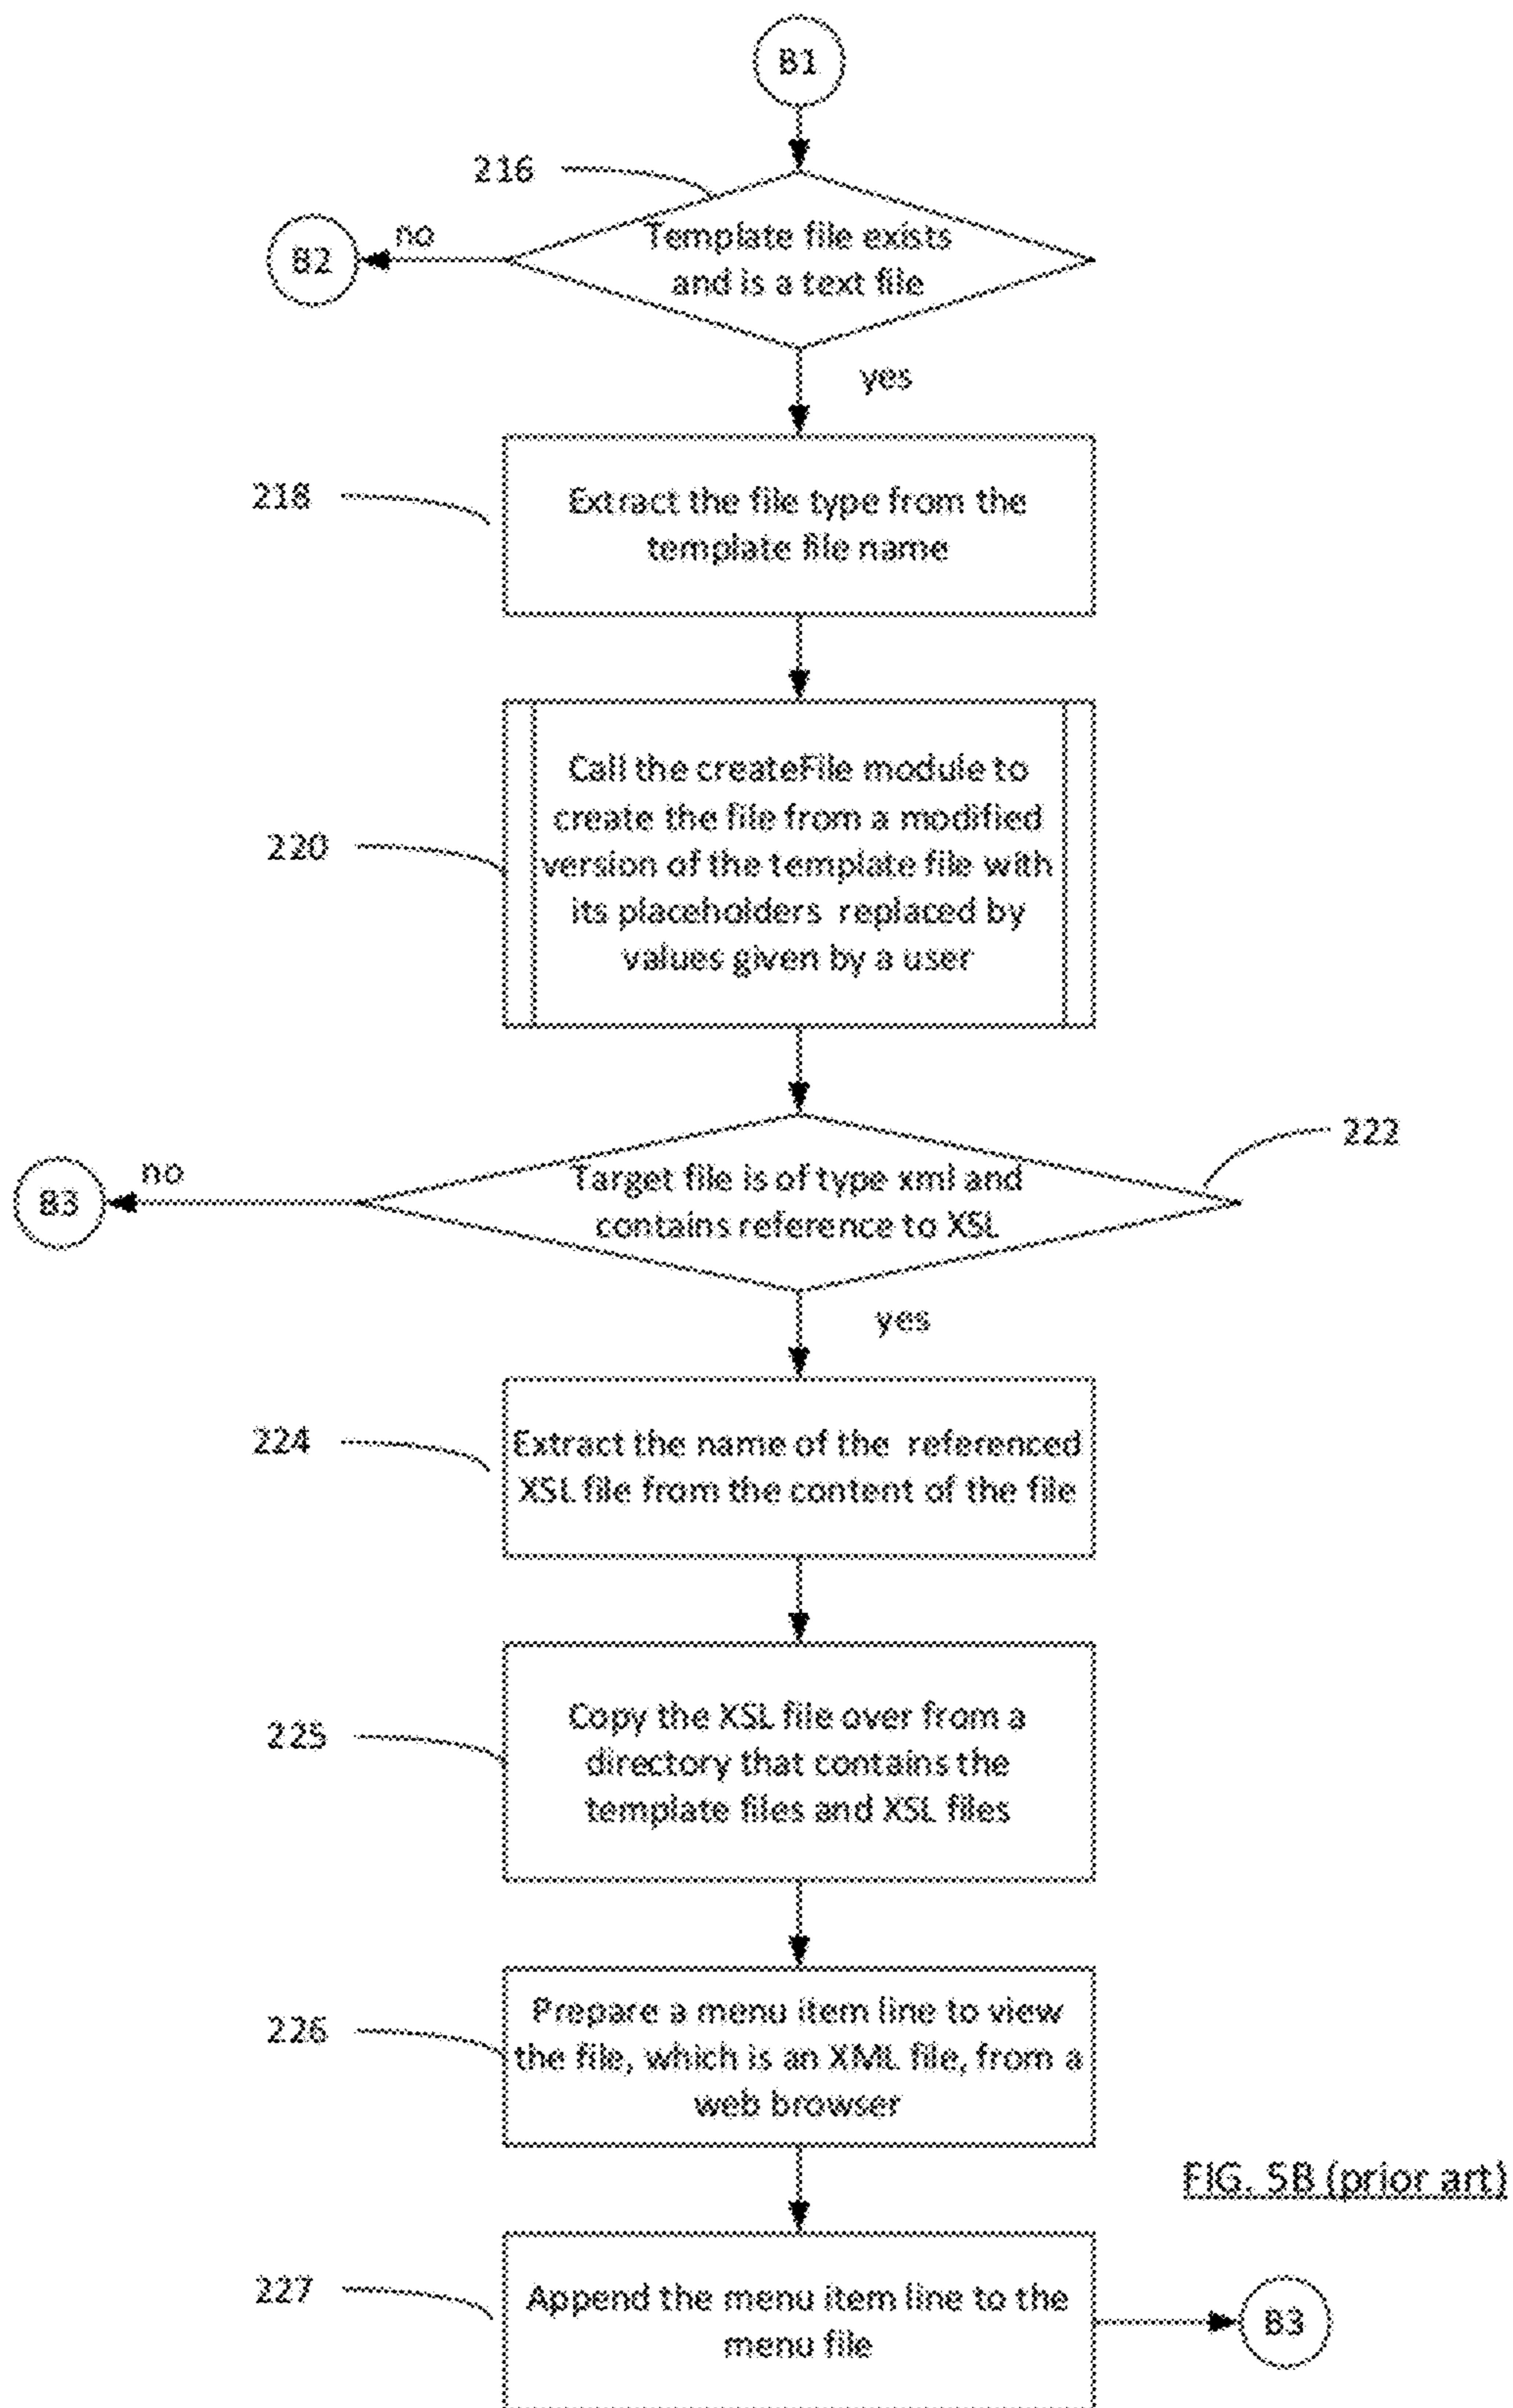 B1
216
Template file exists
and is a text file
no
B2
yes
218
Extract the file type from the
template file name
220
Call the createFile module to
create the file from a modified
version of the template file with
its placeholders replaced by
values given by a user
222
Target file is of type xml and
contains reference to XSL
no
B3
yes
224
Extract the name of the referenced
XSL file from the content of the file
225
Copy the XSL file over from a
directory that contains the
template files and XSL files
226
Prepare a menu item line to view
the file, which is an XML file, from a
web browser
FIG. 5B (prior art)
227
Append the menu item line to the
menu file
B3